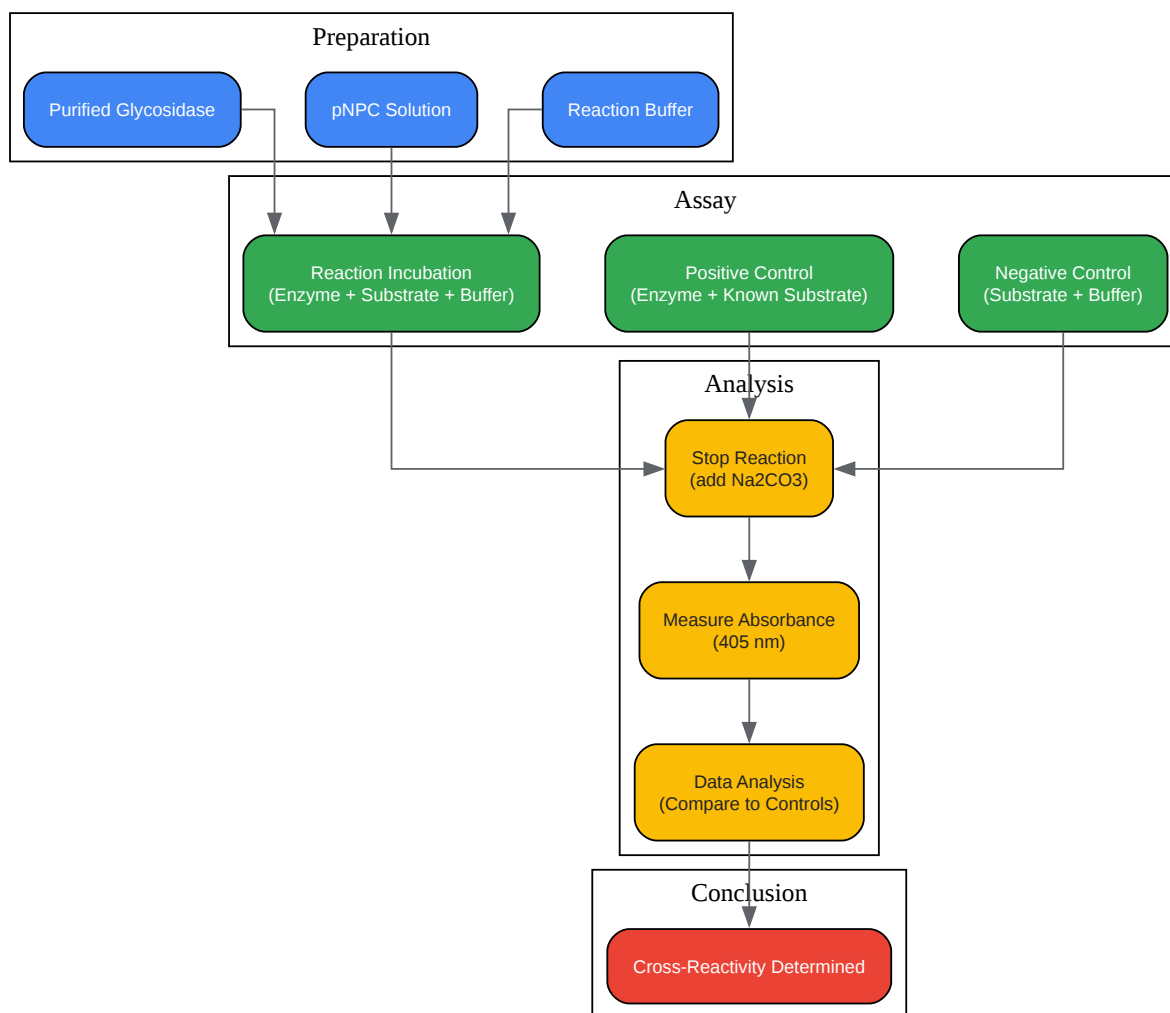 Preparation
Purified Glycosidase
pNPC Solution
Reaction Buffer
Assay
Reaction Incubation
(Enzyme + Substrate + Buffer)
Positive Control
(Enzyme + Known Substrate)
Negative Control
(Substrate + Buffer)
Analysis
Stop Reaction
(add Na2CO3)
Measure Absorbance
(405 nm)
Data Analysis
(Compare to Controls)
Conclusion
Cross-Reactivity Determined